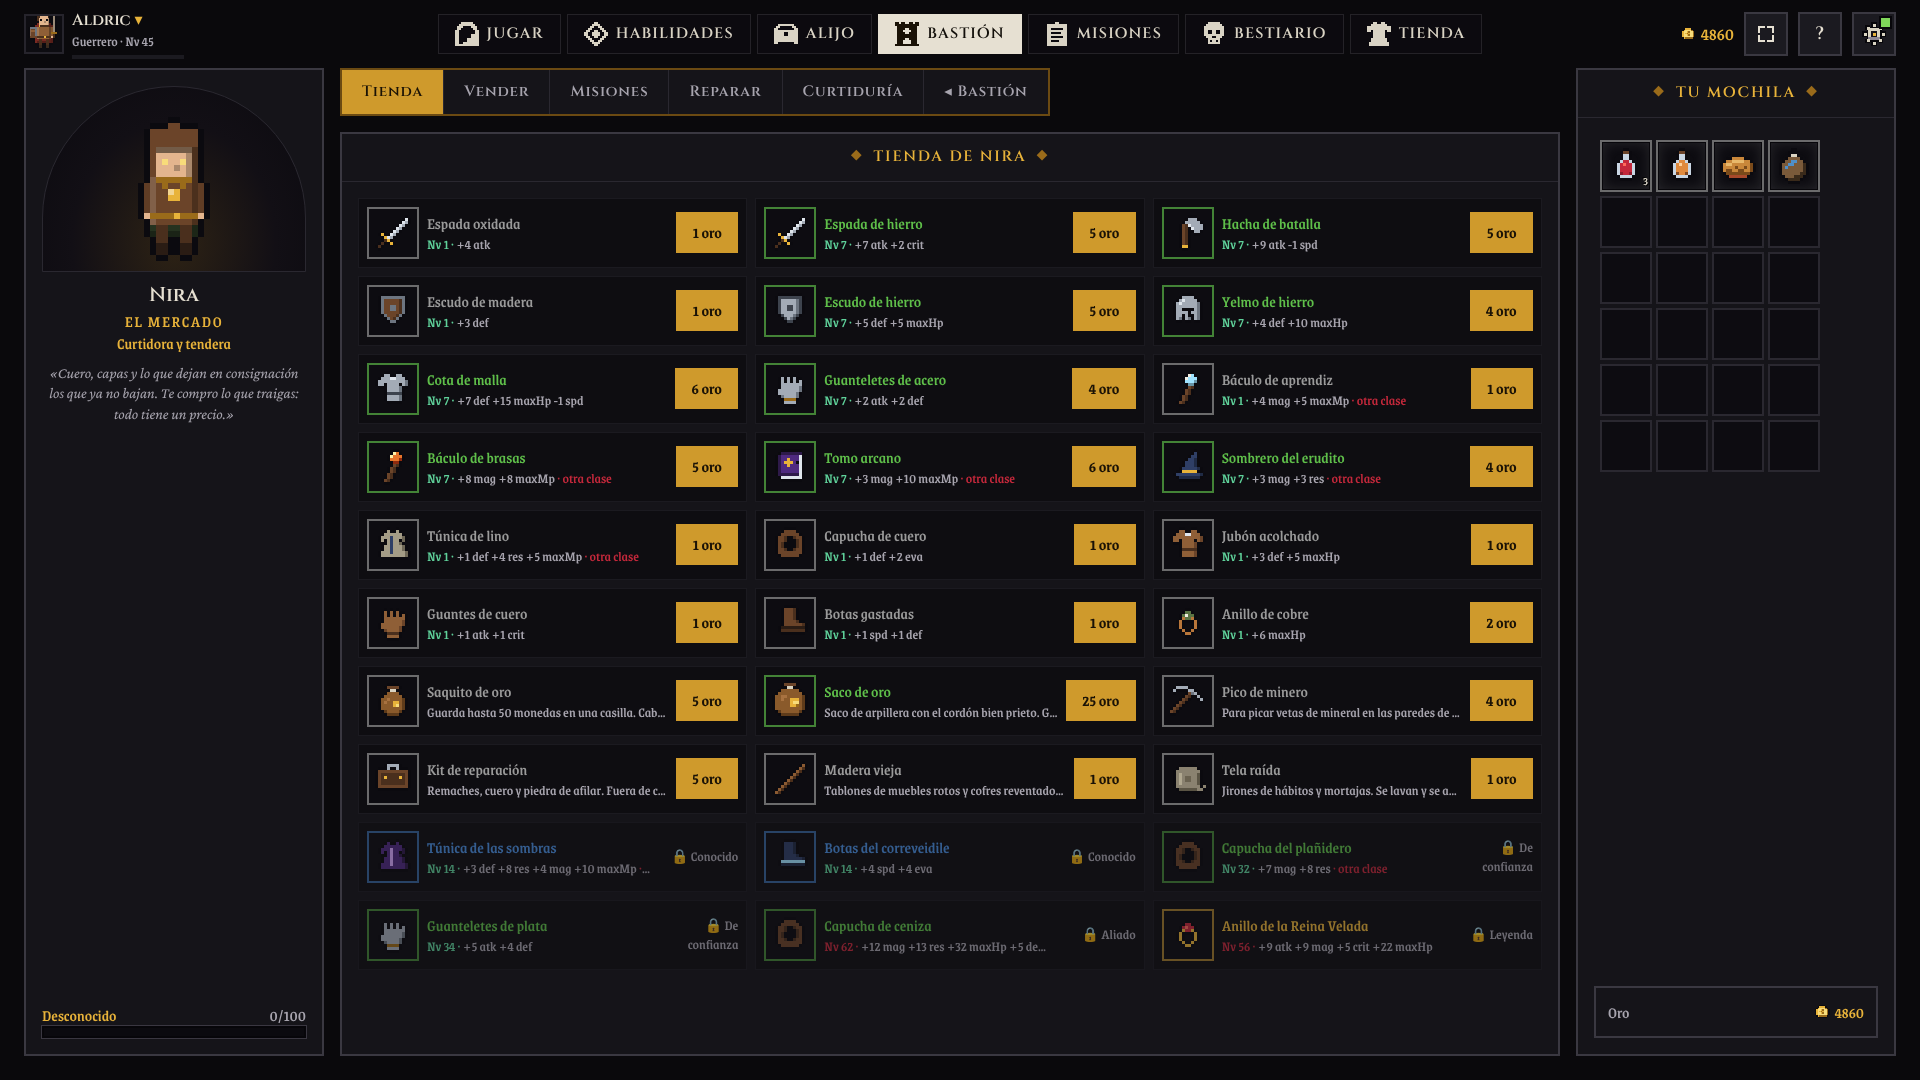 ALDRIC ▾
Guerrero · Nv 45
JUGAR
HABILIDADES
ALIJO
BASTIÓN
MISIONES
BESTIARIO
TIENDA
4860
?
NIRA
EL MERCADO
Curtidora y tendera
«Cuero, capas y lo que dejan en consignación
los que ya no bajan. Te compro lo que traigas:
todo tiene un precio.»
Desconocido 0/100
TIENDA
VENDER
MISIONES
REPARAR
CURTIDURÍA
◂ BASTIÓN
◆ TIENDA DE NIRA ◆
Espada oxidada
Nv 1 · +4 atk
1 oro
Espada de hierro
Nv 7 · +7 atk +2 crit
5 oro
Hacha de batalla
Nv 7 · +9 atk -1 spd
5 oro
Escudo de madera
Nv 1 · +3 def
1 oro
Escudo de hierro
Nv 7 · +5 def +5 maxHp
5 oro
Yelmo de hierro
Nv 7 · +4 def +10 maxHp
4 oro
Cota de malla
Nv 7 · +7 def +15 maxHp -1 spd
6 oro
Guanteletes de acero
Nv 7 · +2 atk +2 def
4 oro
Báculo de aprendiz
Nv 1 · +4 mag +5 maxMp · otra clase
1 oro
Báculo de brasas
Nv 7 · +8 mag +8 maxMp · otra clase
5 oro
Tomo arcano
Nv 7 · +3 mag +10 maxMp · otra clase
6 oro
Sombrero del erudito
Nv 7 · +3 mag +3 res · otra clase
4 oro
Túnica de lino
Nv 1 · +1 def +4 res +5 maxMp · otra clase
1 oro
Capucha de cuero
Nv 1 · +1 def +2 eva
1 oro
Jubón acolchado
Nv 1 · +3 def +5 maxHp
1 oro
Guantes de cuero
Nv 1 · +1 atk +1 crit
1 oro
Botas gastadas
Nv 1 · +1 spd +1 def
1 oro
Anillo de cobre
Nv 1 · +6 maxHp
2 oro
Saquito de oro
Guarda hasta 50 monedas en una casilla. Cab...
5 oro
Saco de oro
Saco de arpillera con el cordón bien prieto. G...
25 oro
Pico de minero
Para picar vetas de mineral en las paredes de ...
4 oro
Kit de reparación
Remaches, cuero y piedra de afilar. Fuera de c...
5 oro
Madera vieja
Tablones de muebles rotos y cofres reventado...
1 oro
Tela raída
Jirones de hábitos y mortajas. Se lavan y se a...
1 oro
Túnica de las sombras
Nv 14 · +3 def +8 res +4 mag +10 maxMp ·...
🔒 Conocido
Botas del correveidile
Nv 14 · +4 spd +4 eva
🔒 Conocido
Capucha del plañidero
Nv 32 · +7 mag +8 res · otra clase
🔒 De
confianza
Guanteletes de plata
Nv 34 · +5 atk +4 def
🔒 De
confianza
Capucha de ceniza
Nv 62 · +12 mag +13 res +32 maxHp +5 de...
🔒 Aliado
Anillo de la Reina Velada
Nv 56 · +9 atk +9 mag +5 crit +22 maxHp
🔒 Leyenda
◆ TU MOCHILA ◆
3
Oro 4860